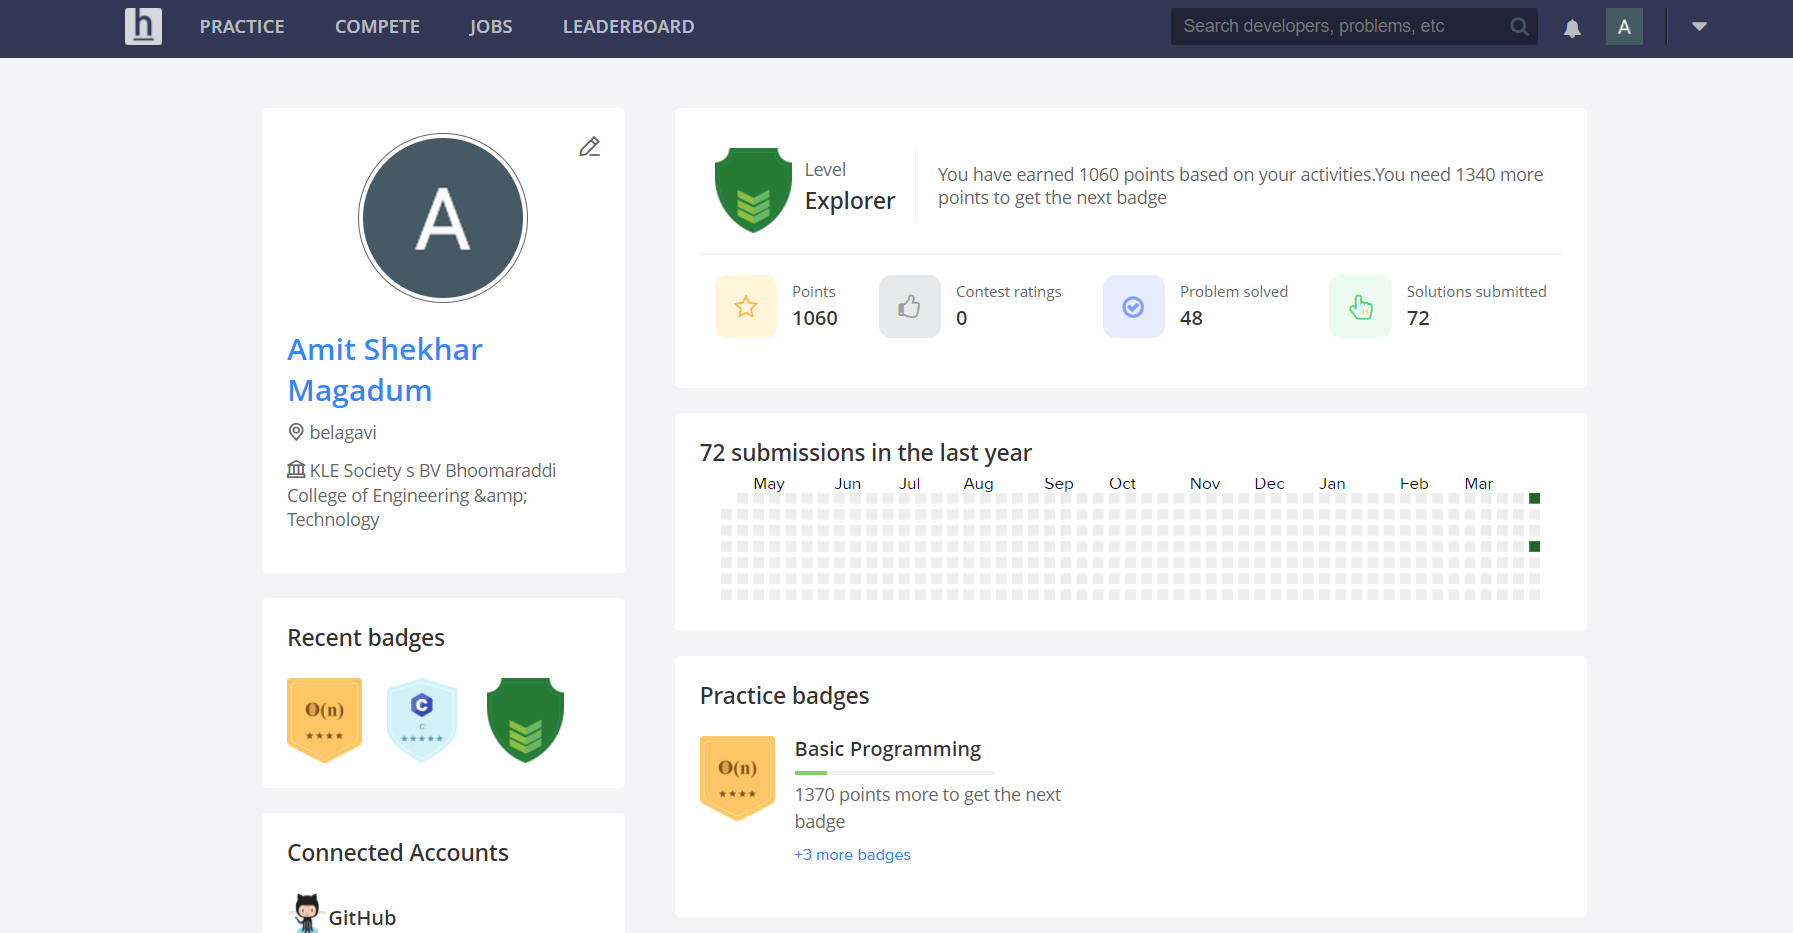 h PRACTICE COMPETE JOBS LEADERBOARD Search developers, problems, etc A
A
Amit Shekhar
Magadum
belagavi
KLE Society s BV Bhoomaraddi
College of Engineering &amp;
Technology
Recent badges
O(n)
C
C
Connected Accounts
GitHub
Level
Explorer
You have earned 1060 points based on your activities.You need 1340 more
points to get the next badge
Points
1060
Contest ratings
0
Problem solved
48
Solutions submitted
72
72 submissions in the last year
May Jun Jul Aug Sep Oct Nov Dec Jan Feb Mar
Practice badges
O(n)
Basic Programming
1370 points more to get the next
badge
+3 more badges